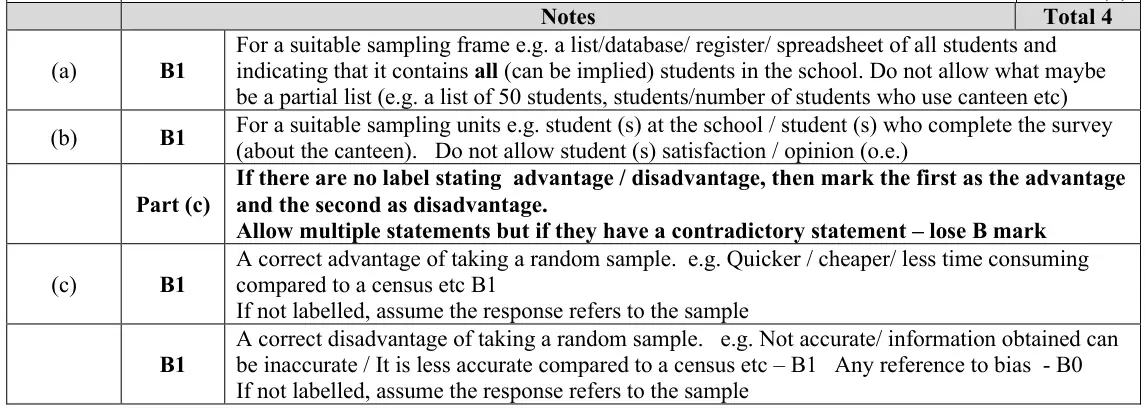 Notes Total 4
(a) B1 For a suitable sampling frame e.g. a list/database/ register/ spreadsheet of all students and
indicating that it contains all (can be implied) students in the school. Do not allow what maybe
be a partial list (e.g. a list of 50 students, students/number of students who use canteen etc)
(b) B1 For a suitable sampling units e.g. student (s) at the school / student (s) who complete the survey
(about the canteen). Do not allow student (s) satisfaction / opinion (o.e.)
Part (c) If there are no label stating advantage / disadvantage, then mark the first as the advantage
and the second as disadvantage.
Allow multiple statements but if they have a contradictory statement – lose B mark
(c) B1 A correct advantage of taking a random sample. e.g. Quicker / cheaper/ less time consuming
compared to a census etc B1
If not labelled, assume the response refers to the sample
B1 A correct disadvantage of taking a random sample. e.g. Not accurate/ information obtained can
be inaccurate / It is less accurate compared to a census etc – B1 Any reference to bias - B0
If not labelled, assume the response refers to the sample